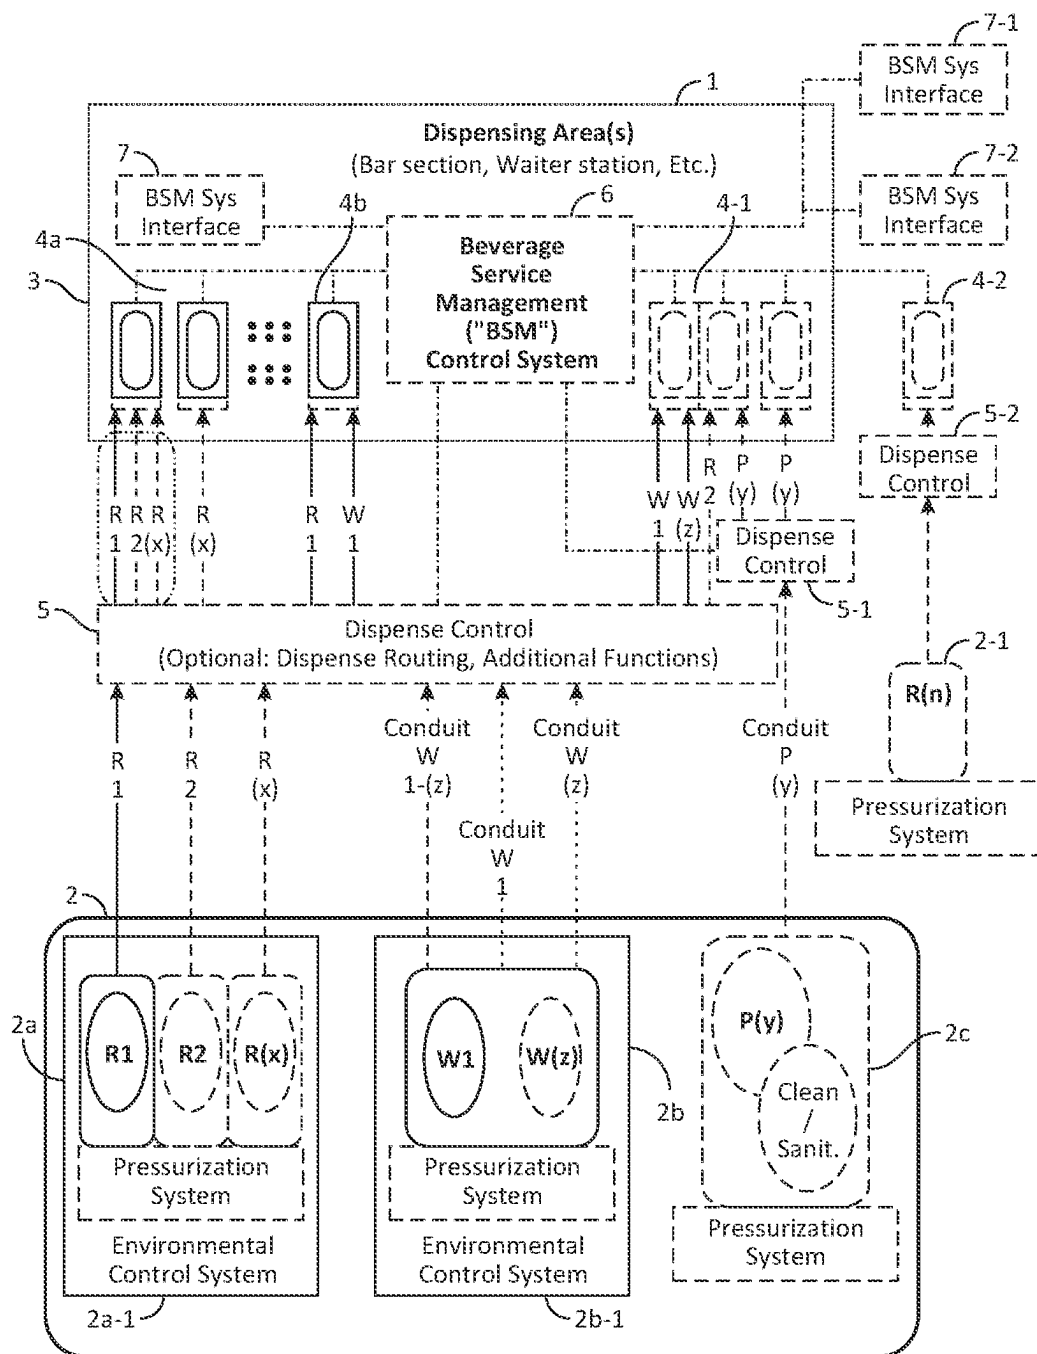 7-1
BSM Sys
Interface
1
Dispensing Area(s)
(Bar section, Waiter station, Etc.)
7
BSM Sys
Interface
7-2
BSM Sys
Interface
4a
4b
6
4-1
3
Beverage
Service
Management
("BSM")
Control System
4-2
5-2
Dispense
Control
R
1
R
2
R
(x)
R
(x)
R
1
W
1
W
1
W
(z)
R
2
P
(y)
P
(y)
Dispense
Control
5-1
5
Dispense Control
(Optional: Dispense Routing, Additional Functions)
2-1
R(n)
Pressurization
System
R
1
R
2
R
(x)
Conduit
W
1-(z)
Conduit
W
1
Conduit
W
(z)
Conduit
P
(y)
2
2a
R1
R2
R(x)
Pressurization
System
Environmental
Control System
2a-1
W1
W(z)
2b
Pressurization
System
Environmental
Control System
2b-1
P(y)
2c
Clean
/
Sanit.
Pressurization
System